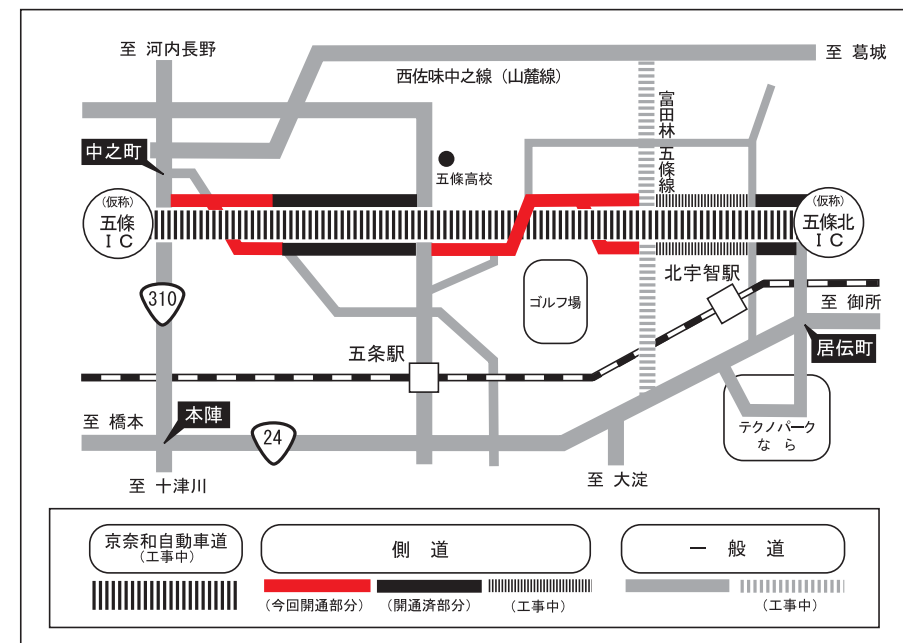 至 河内長野
至 葛城
西佐味中之線（山麓線）
富田林五條線
中之町
五條高校
（仮称）
五條
ＩＣ
（仮称）
五條北
ＩＣ
北宇智駅
310
ゴルフ場
至 御所
五条駅
居伝町
至 橋本
本陣
24
テクノパーク
なら
至 十津川
至 大淀
京奈和自動車道
（工事中）
側 道
一 般 道
（今回開通部分）
（開通済部分）
（工事中）
（工事中）